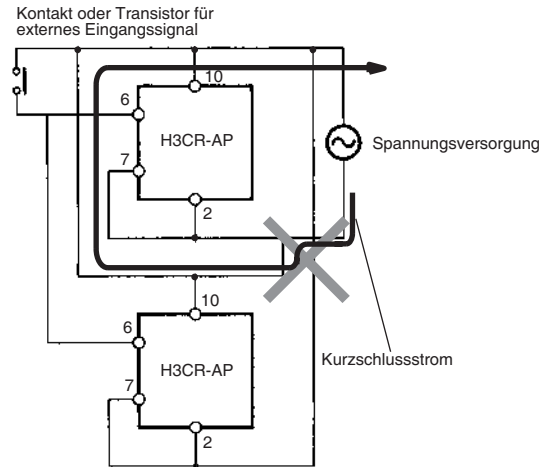 Kontakt oder Transistor für
externes Eingangssignal
10
6
H3CR-AP
7
Spannungsversorgung
2
10
6
H3CR-AP
Kurzschlussstrom
7
2